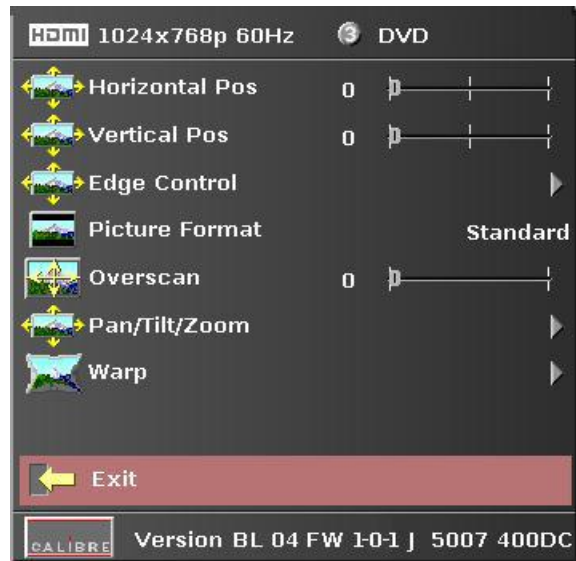 HDMI 1024x768p 60Hz 3 DVD
Horizontal Pos 0
Vertical Pos 0
Edge Control
Picture Format Standard
Overscan 0
Pan/Tilt/Zoom
Warp
Exit
CALIBRE Version BL 04 FW 1-0-1 J 5007 400DC